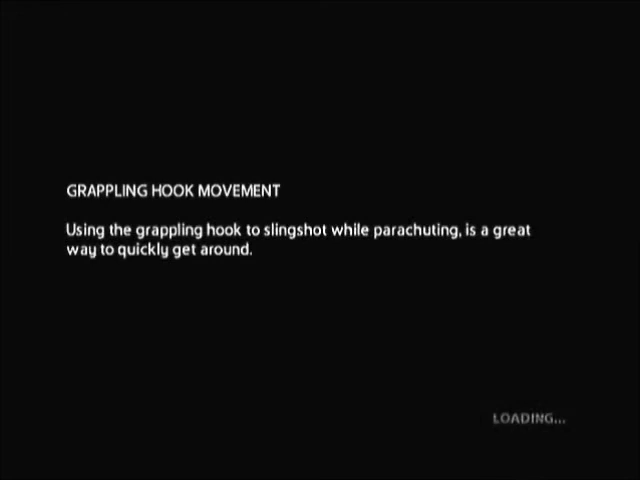 GRAPPLING HOOK MOVEMENT
Using the grappling hook to slingshot while parachuting, is a great
way to quickly get around.
LOADING...